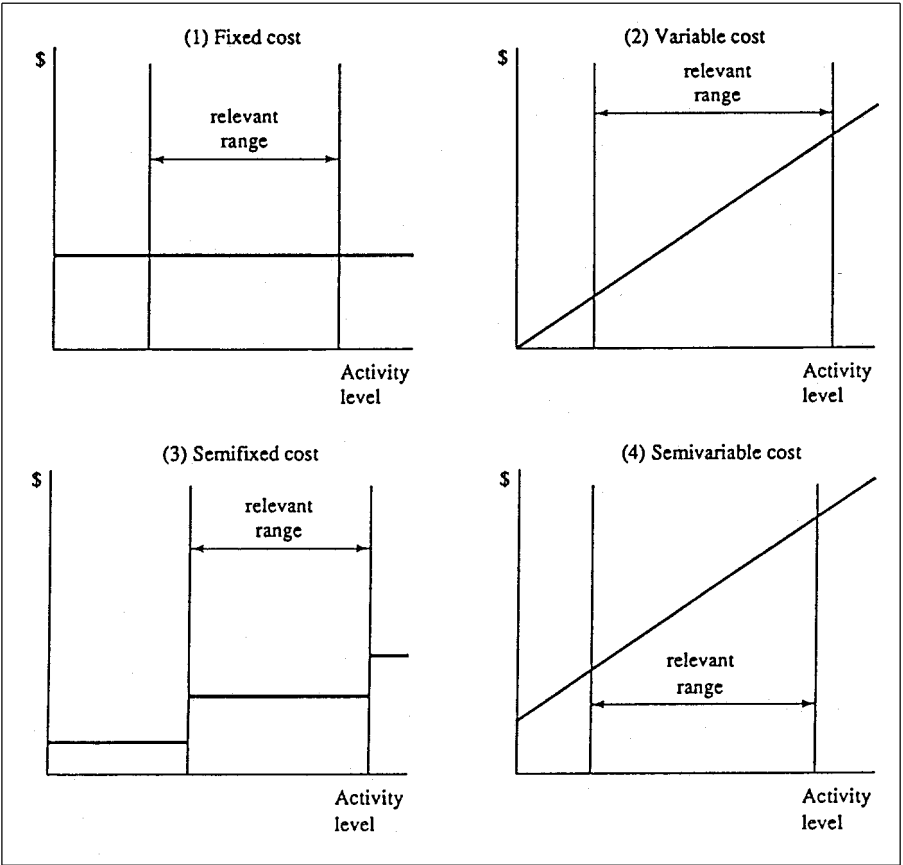 (1) Fixed cost
$
relevant
range
Activity
level
(2) Variable cost
$
relevant
range
Activity
level
(3) Semifixed cost
$
relevant
range
Activity
level
(4) Semivariable cost
$
relevant
range
Activity
level